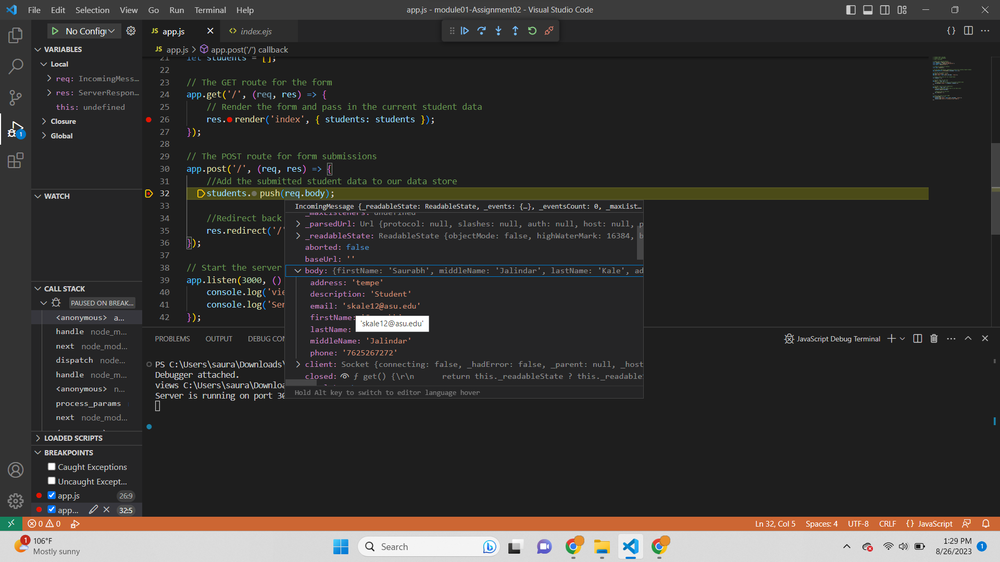 File Edit Selection View Go Run Terminal Help
app.js - module01-Assignment02 - Visual Studio Code
No Config
JS app.js
<> index.ejs
JS app.js > app.post('/') callback
VARIABLES
Local
req: IncomingMess...
res: ServerRespon...
this: undefined
Closure
Global
WATCH
CALL STACK
PAUSED ON BREAK...
<anonymous> a...
handle node_m...
next node_mod...
dispatch node...
handle node_m...
<anonymous> n...
process_params
next node_mod...
LOADED SCRIPTS
BREAKPOINTS
Caught Exceptions
Uncaught Except...
app.js 26:9
app... 32:5
21 let students = [];
22
23 // The GET route for the form
24 app.get('/', (req, res) => {
25 // Render the form and pass in the current student data
26 res.render('index', { students: students });
27 });
28
29 // The POST route for form submissions
30 app.post('/', (req, res) => {
31 //Add the submitted student data to our data store
32 students.push(req.body);
33
34 //Redirect back
35 res.redirect('/'
36 });
37
38 // Start the server
39 app.listen(3000, ()
40 console.log('vie
41 console.log('Ser
42 });
IncomingMessage {_readableState: ReadableState, _events: {…}, _eventsCount: 0, _maxList…
_maxListeners: undefined
_parsedUrl: Url {protocol: null, slashes: null, auth: null, host: null, p
_readableState: ReadableState {objectMode: false, highWaterMark: 16384, b
aborted: false
baseUrl: ''
body: {firstName: 'Saurabh', middleName: 'Jalindar', lastName: 'Kale', ad
address: 'tempe'
description: 'Student'
email: 'skale12@asu.edu'
firstName:
'skale12@asu.edu'
lastName:
middleName: 'Jalindar'
phone: '7625267272'
client: Socket {connecting: false, _hadError: false, _parent: null, _host
closed: ƒ get() {\r\n return this._readableState ? this._readableS
Hold Alt key to switch to editor language hover
PROBLEMS OUTPUT DEBUG CON
JavaScript Debug Terminal
PS C:\Users\saura\Downloads\
Debugger attached.
views C:\Users\saura\Downloa
Server is running on port 30
0 0
Ln 32, Col 5 Spaces: 4 UTF-8 CRLF {} JavaScript
1
106°F
Mostly sunny
Search
1:29 PM
8/26/2023
1